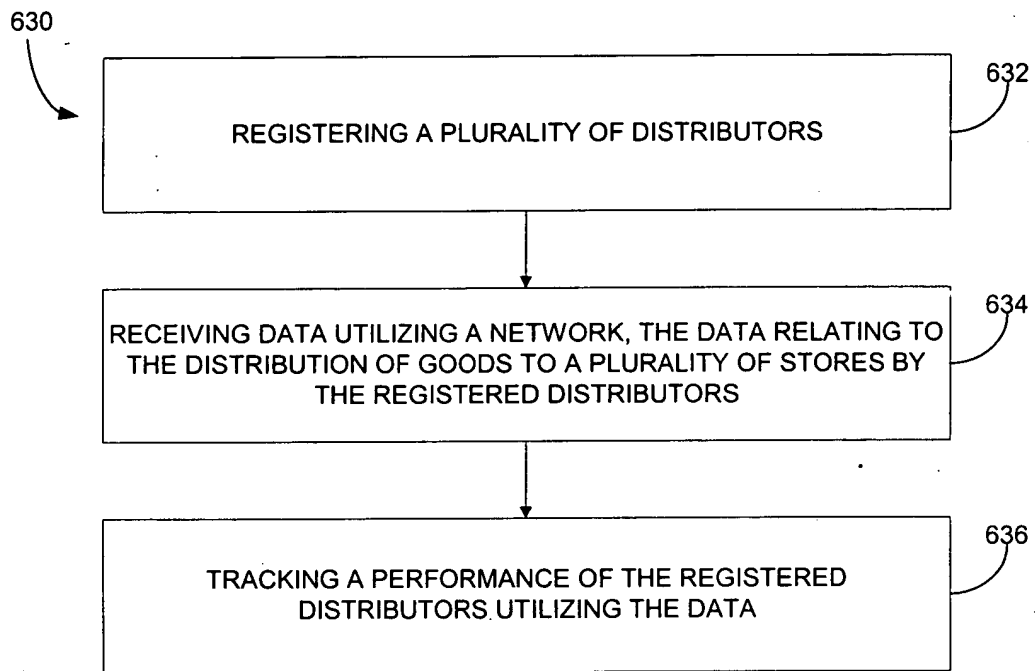 630
632
REGISTERING A PLURALITY OF DISTRIBUTORS
634
RECEIVING DATA UTILIZING A NETWORK, THE DATA RELATING TO
THE DISTRIBUTION OF GOODS TO A PLURALITY OF STORES BY
THE REGISTERED DISTRIBUTORS
636
TRACKING A PERFORMANCE OF THE REGISTERED
DISTRIBUTORS UTILIZING THE DATA